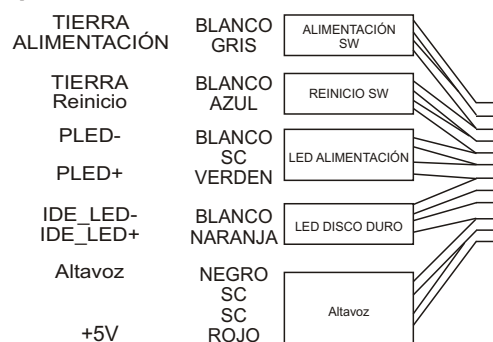 TIERRA BLANCO ALIMENTACIÓN
ALIMENTACIÓN GRIS SW
TIERRA BLANCO
Reinicio AZUL REINICIO SW
PLED- BLANCO
SC LED ALIMENTACIÓN
PLED+ VERDEN
IDE_LED- BLANCO
IDE_LED+ NARANJA LED DISCO DURO
Altavoz NEGRO
SC
SC Altavoz
+5V ROJO